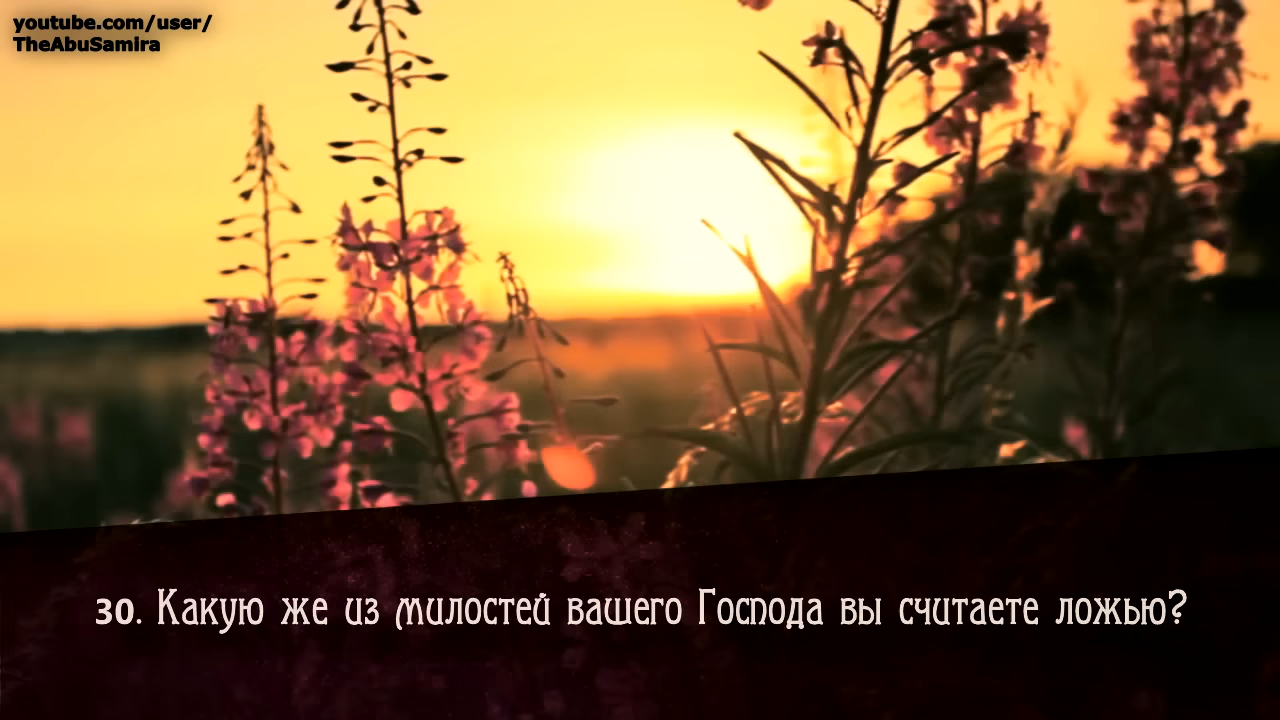 youtube.com/user/
TheAbuSamira
30. Какую же из милостей вашего Господа вы считаете ложью?